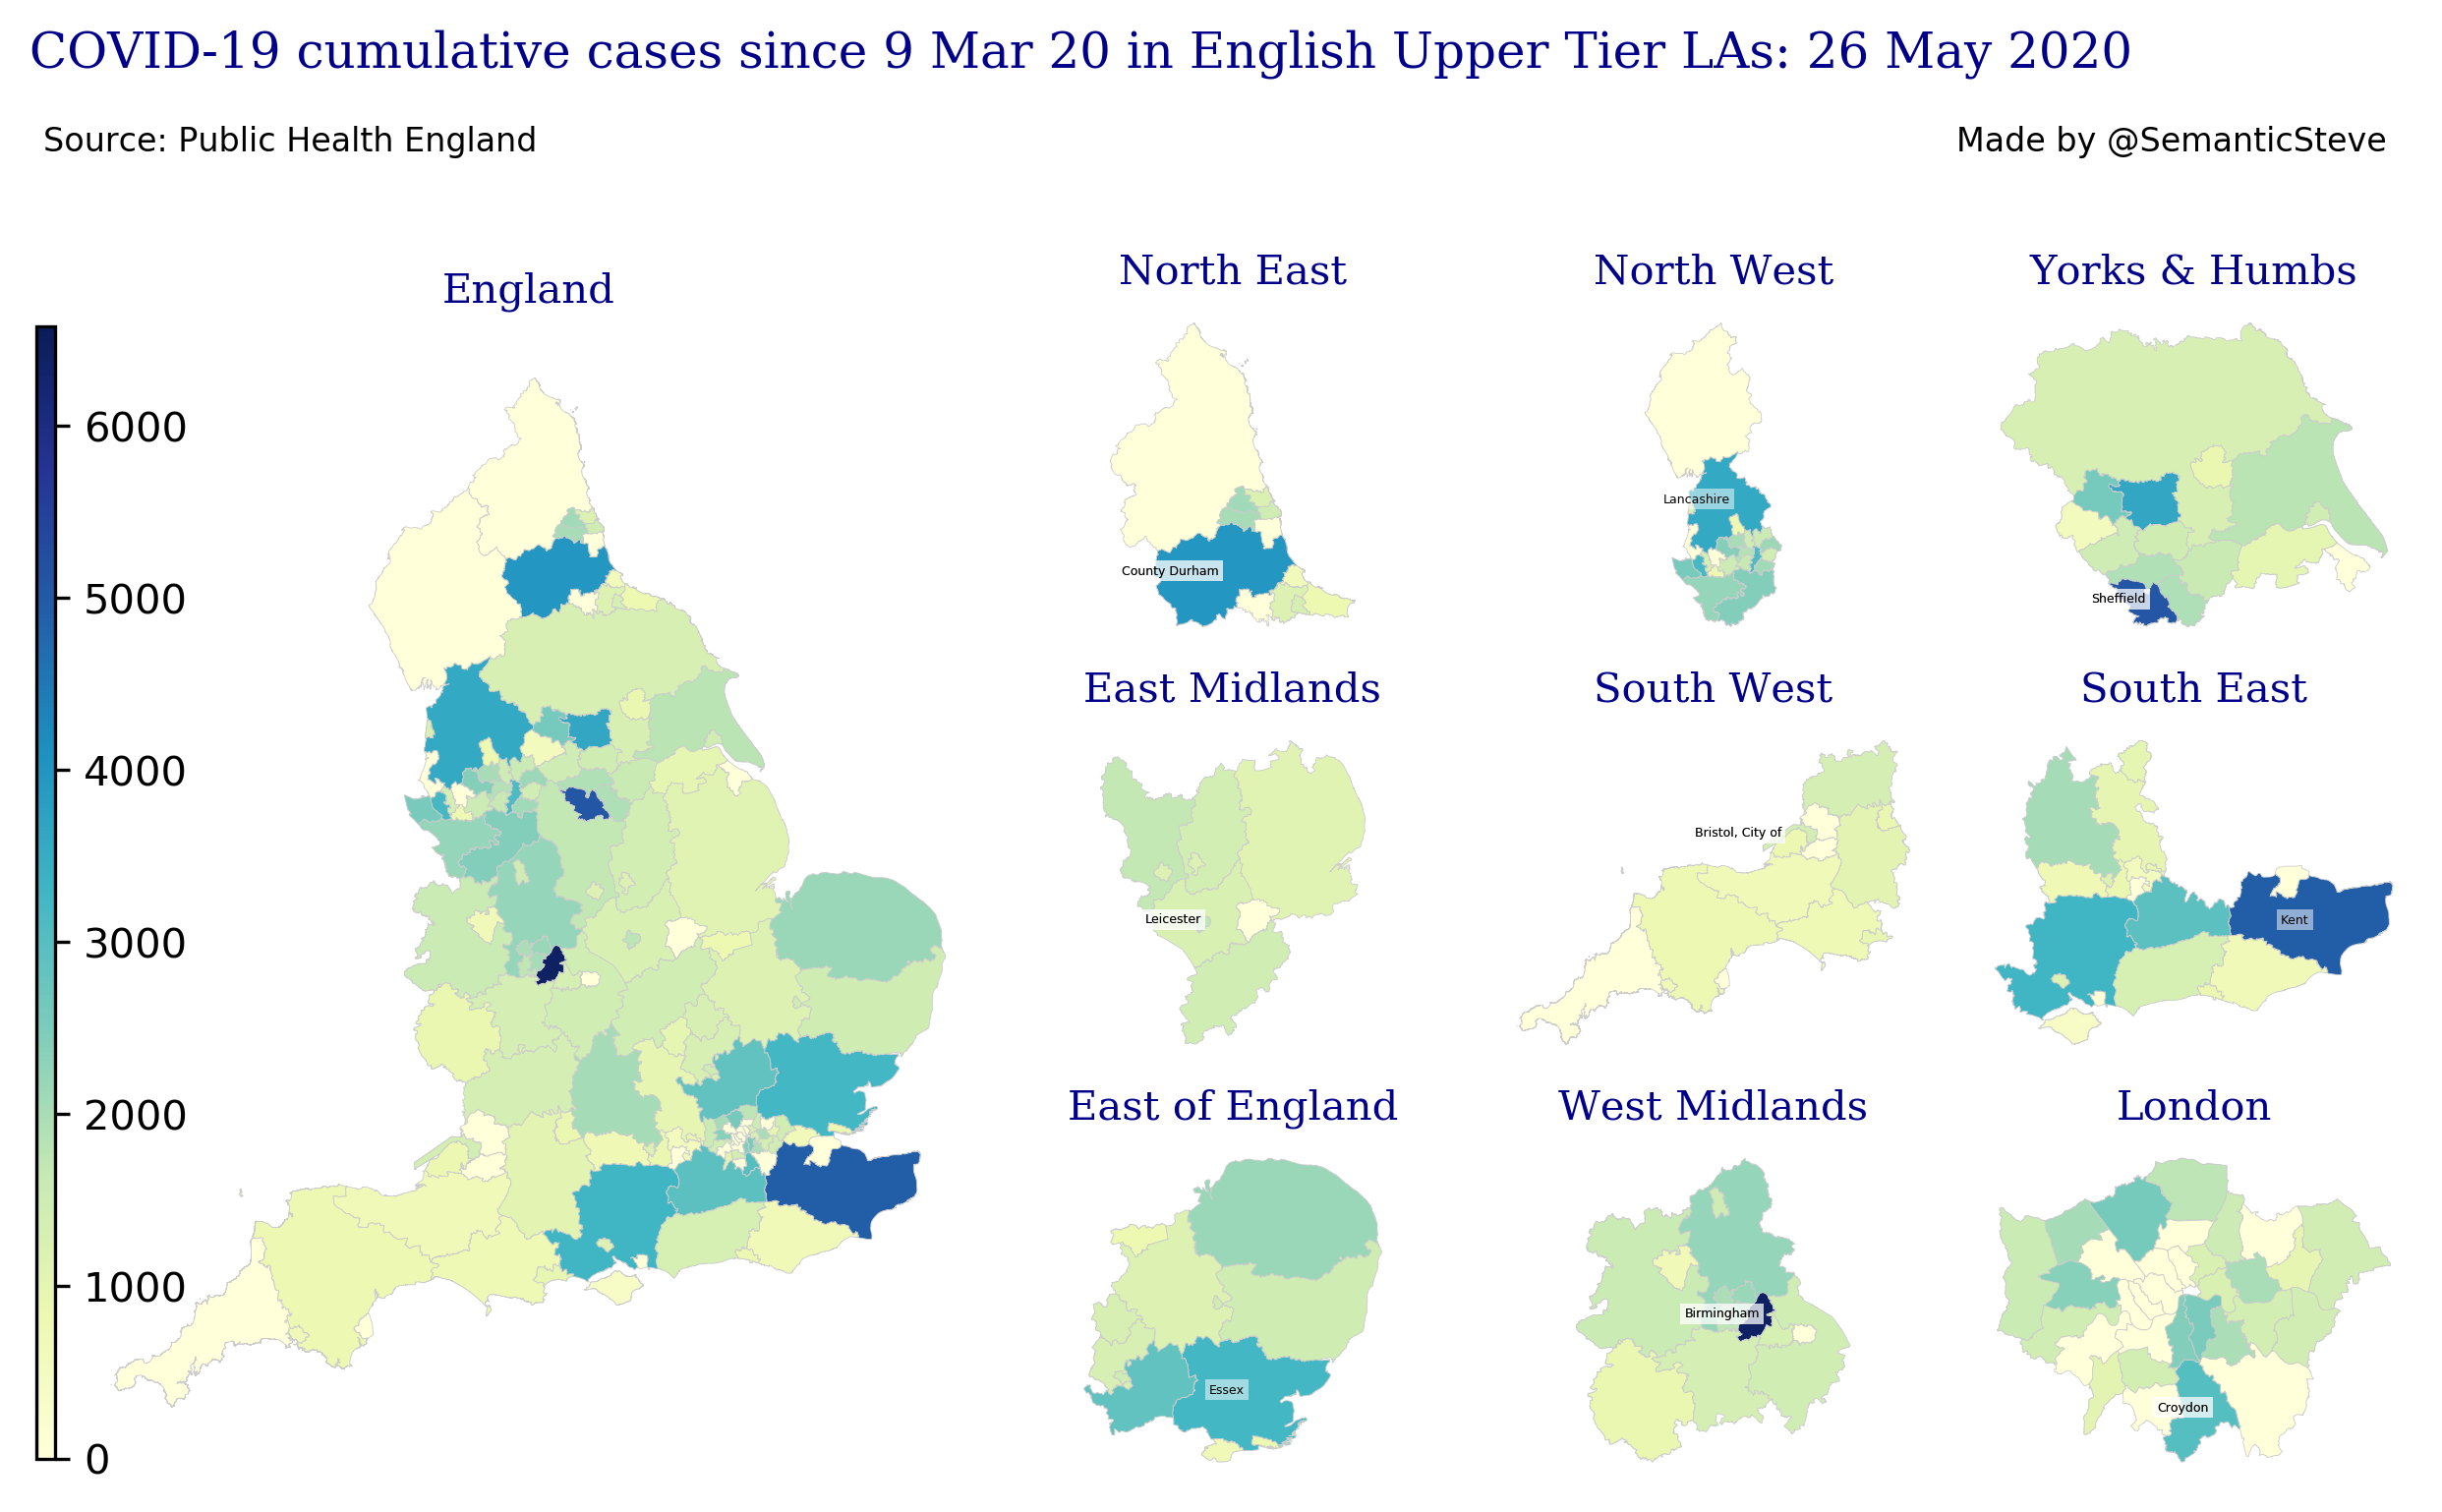 COVID-19 cumulative cases since 9 Mar 20 in English Upper Tier LAs: 26 May 2020
Source: Public Health England
Made by @SemanticSteve
England
North East
North West
Yorks & Humbs
6000
5000
4000
3000
2000
1000
0
County Durham
Lancashire
Sheffield
East Midlands
South West
South East
Leicester
Bristol, City of
Kent
East of England
West Midlands
London
Essex
Birmingham
Croydon